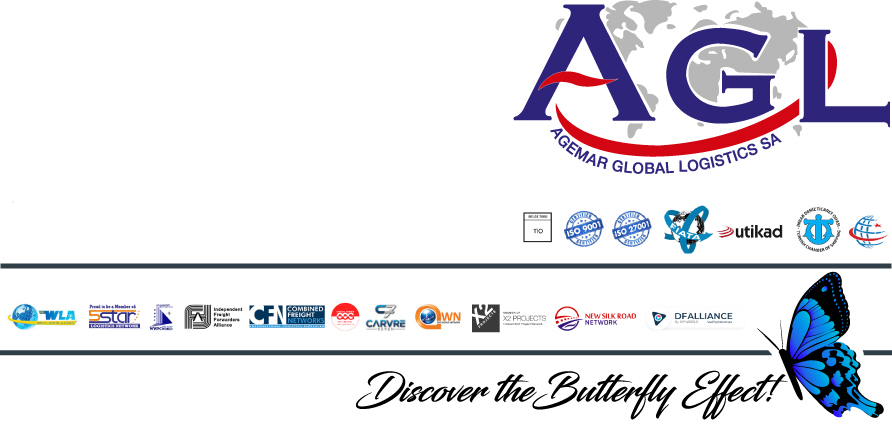 AGL
AGEMAR GLOBAL LOGISTICS SA
TIO
ISO 9001
ISO 27001
FIATA
utikad
WLA
Proud to be a Member of:
5star
LOGISTICS NETWORK
Independent
Freight
Forwarders
Alliance
CFN COMBINED
FREIGHT
NETWORKS
CARVRE
WN
X2 PROJECTS
NEW SILK ROAD
NETWORK
DFALLIANCE
Discover the Butterfly Effect!